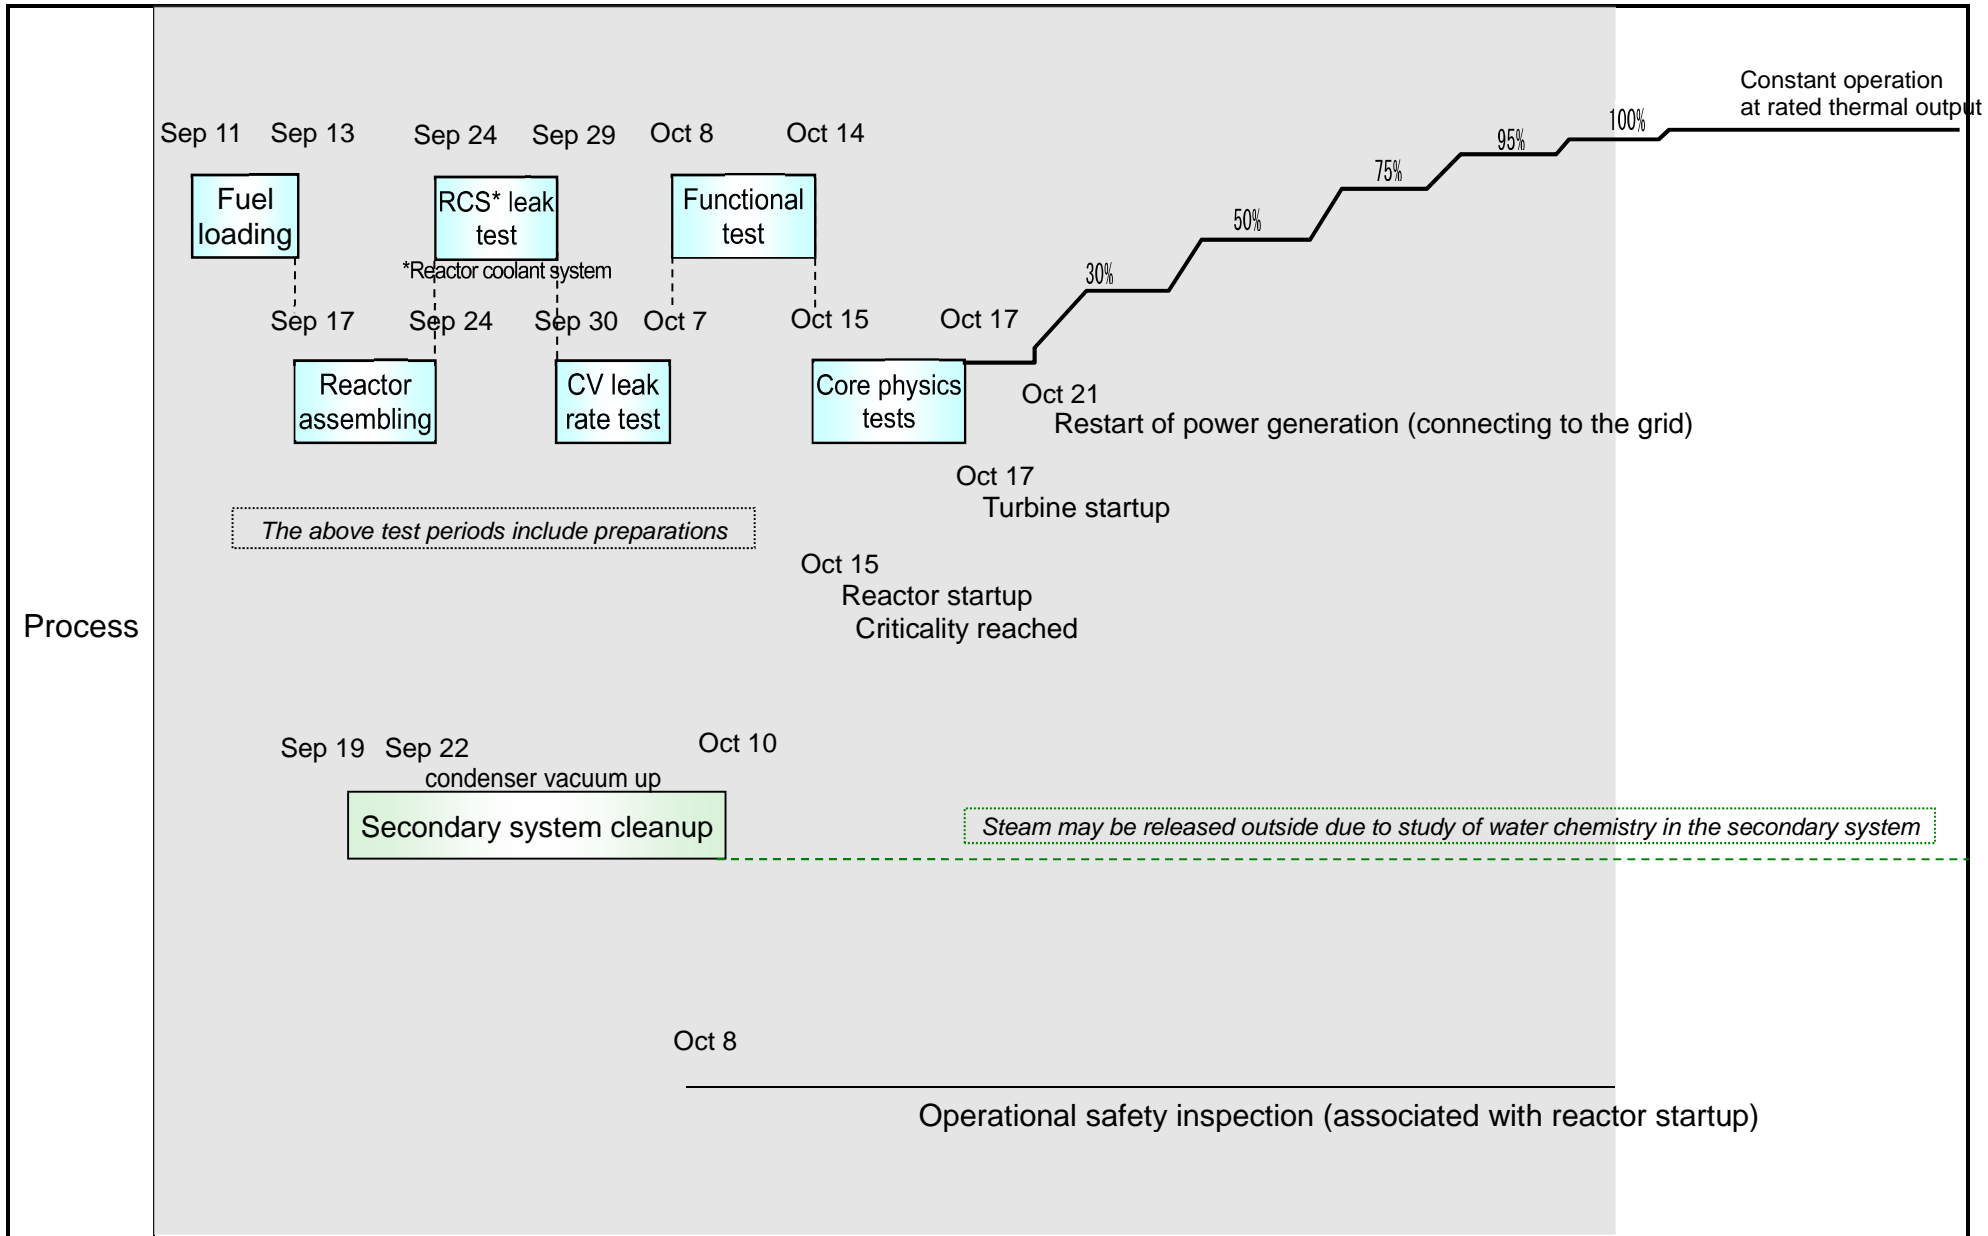 Constant operation
at rated thermal output
100%
95%
75%
50%
30%
Sep 11 Sep 13 Sep 24 Sep 29 Oct 8 Oct 14
Fuel
loading
RCS* leak
test
Functional
test
*Reactor coolant system
Sep 17 Sep 24 Sep 30 Oct 7 Oct 15 Oct 17
Reactor
assembling
CV leak
rate test
Core physics
tests
Oct 21
Restart of power generation (connecting to the grid)
Oct 17
Turbine startup
The above test periods include preparations
Oct 15
Reactor startup
Criticality reached
Process
Sep 19 Sep 22 Oct 10
condenser vacuum up
Secondary system cleanup
Steam may be released outside due to study of water chemistry in the secondary system
Oct 8
Operational safety inspection (associated with reactor startup)